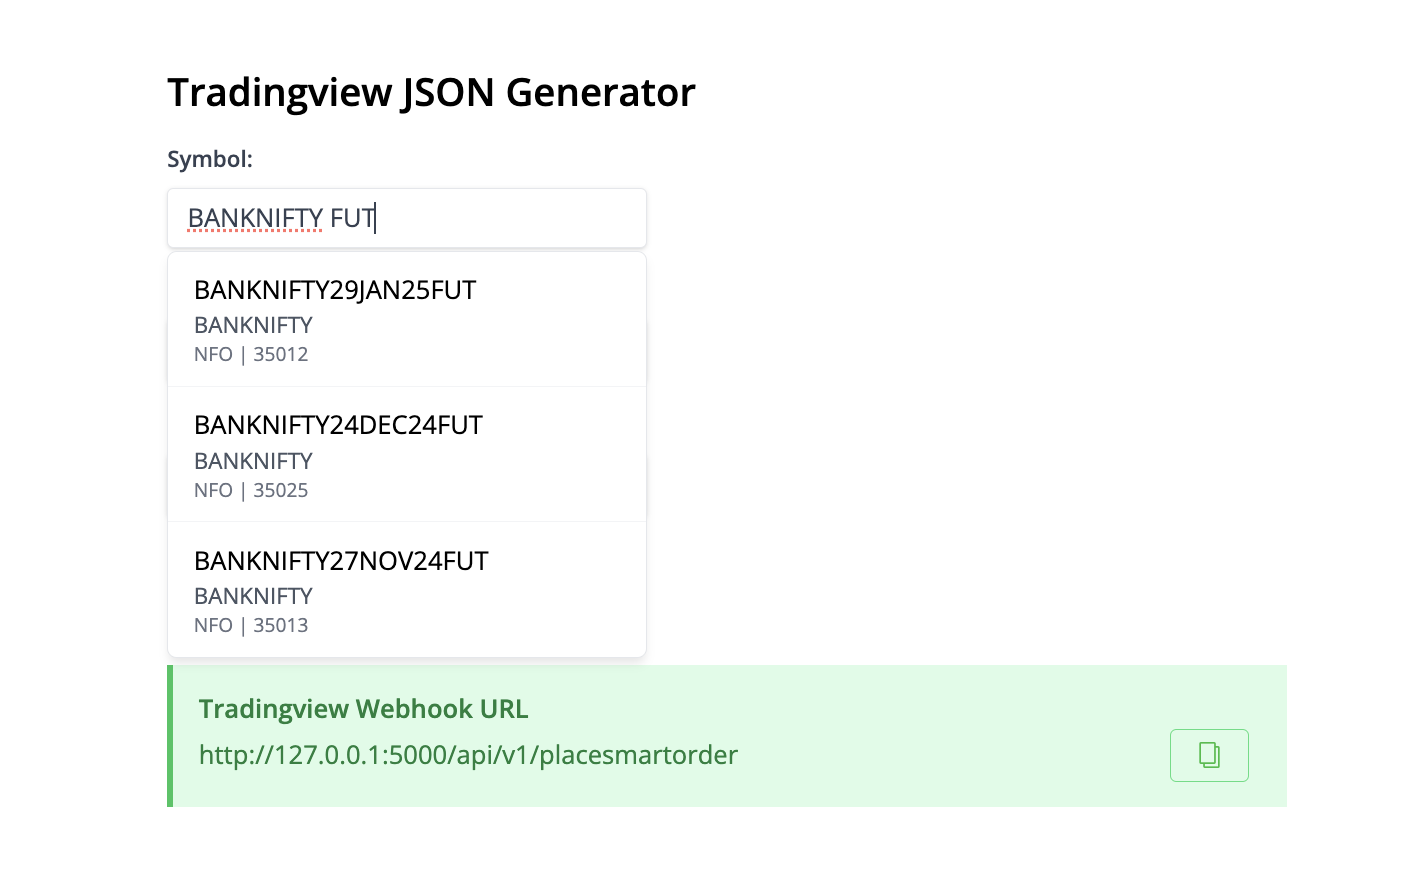 Tradingview JSON Generator
Symbol:
BANKNIFTY FUT
BANKNIFTY29JAN25FUT
BANKNIFTY
NFO | 35012
BANKNIFTY24DEC24FUT
BANKNIFTY
NFO | 35025
BANKNIFTY27NOV24FUT
BANKNIFTY
NFO | 35013
Tradingview Webhook URL
http://127.0.0.1:5000/api/v1/placesmartorder